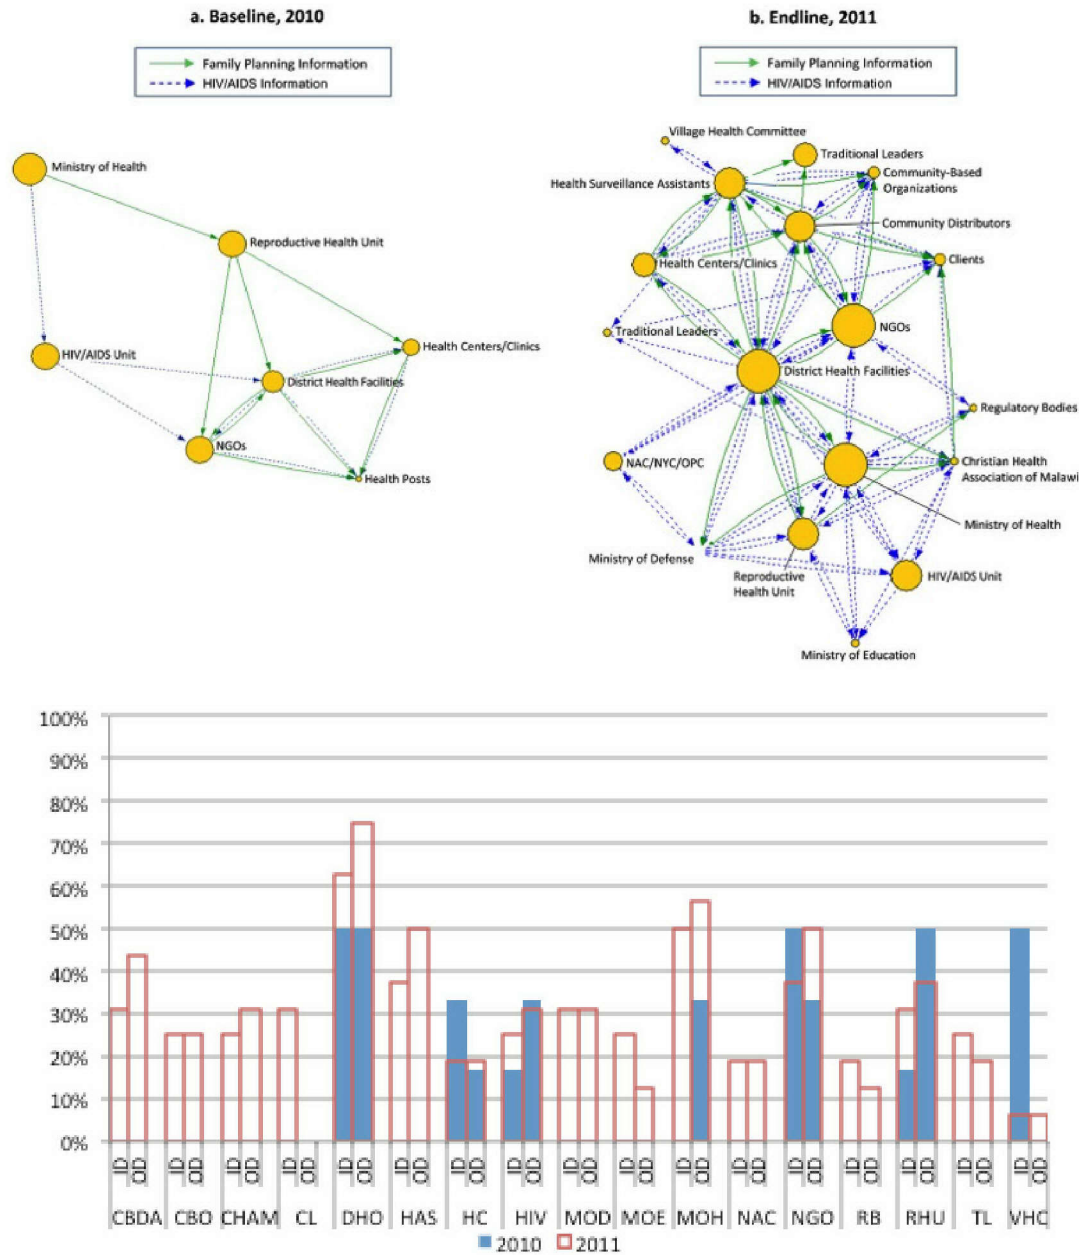 a. Baseline, 2010
Family Planning Information
HIV/AIDS Information
Ministry of Health
Reproductive Health Unit
HIV/AIDS Unit
Health Centers/Clinics
District Health Facilities
NGOs
Health Posts
b. Endline, 2011
Family Planning Information
HIV/AIDS Information
Village Health Committee
Traditional Leaders
Health Surveillance Assistants
Community-Based
Organizations
Community Distributors
Health Centers/Clinics
Clients
Traditional Leaders
NGOs
District Health Facilities
Regulatory Bodies
NAC/NYC/OPC
Christian Health
Association of Malawi
Ministry of Health
Ministry of Defense
Reproductive
Health Unit
HIV/AIDS Unit
Ministry of Education
100%
90%
80%
70%
60%
50%
40%
30%
20%
10%
0%
ID OD ID OD ID OD ID OD ID OD ID OD ID OD ID OD ID OD ID OD ID OD ID OD ID OD ID OD ID OD ID OD ID OD
CBDA CBO CHAM CL DHO HAS HC HIV MOD MOE MOH NAC NGO RB RHU TL VHC
2010 2011